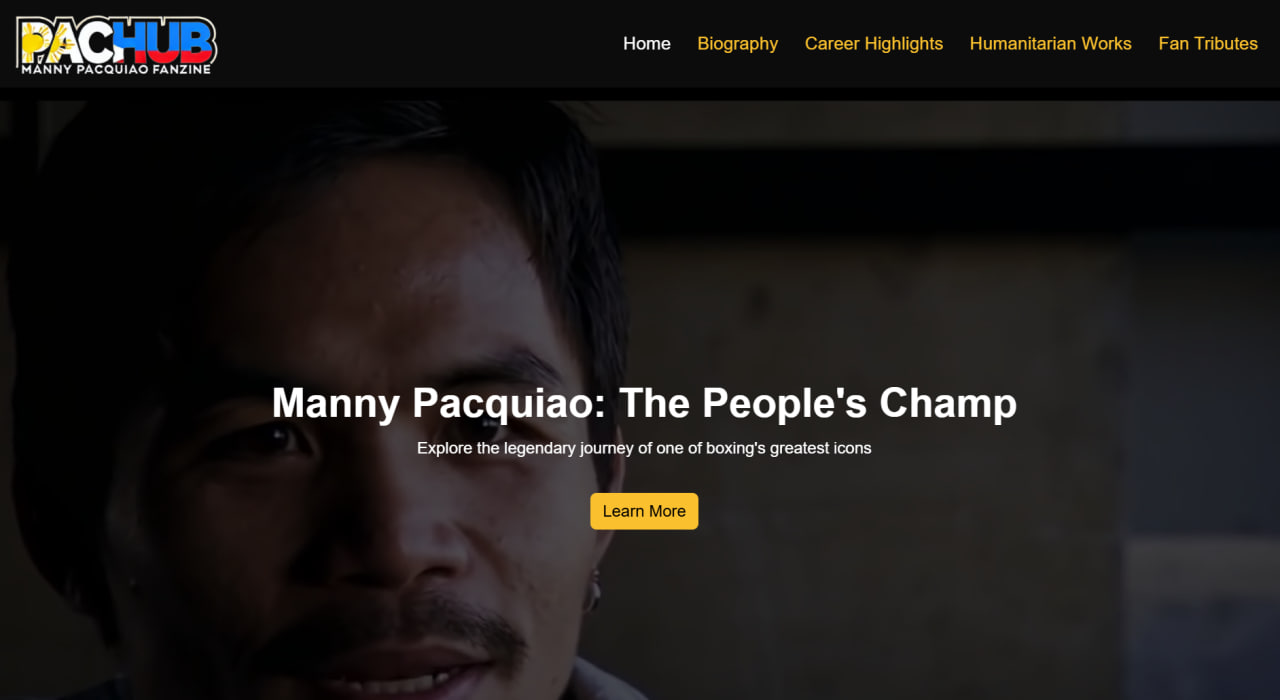 PACHUB
MANNY PACQUIAO FANZINE
Home Biography Career Highlights Humanitarian Works Fan Tributes
Manny Pacquiao: The People's Champ
Explore the legendary journey of one of boxing's greatest icons
Learn More